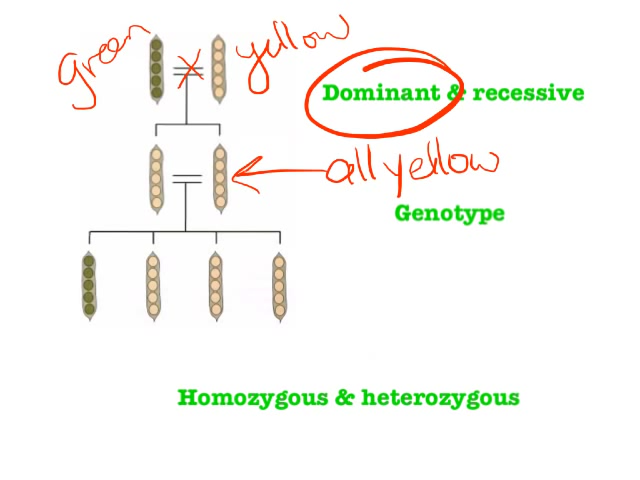 green X yellow
Dominant & recessive
all yellow
Genotype
Homozygous & heterozygous